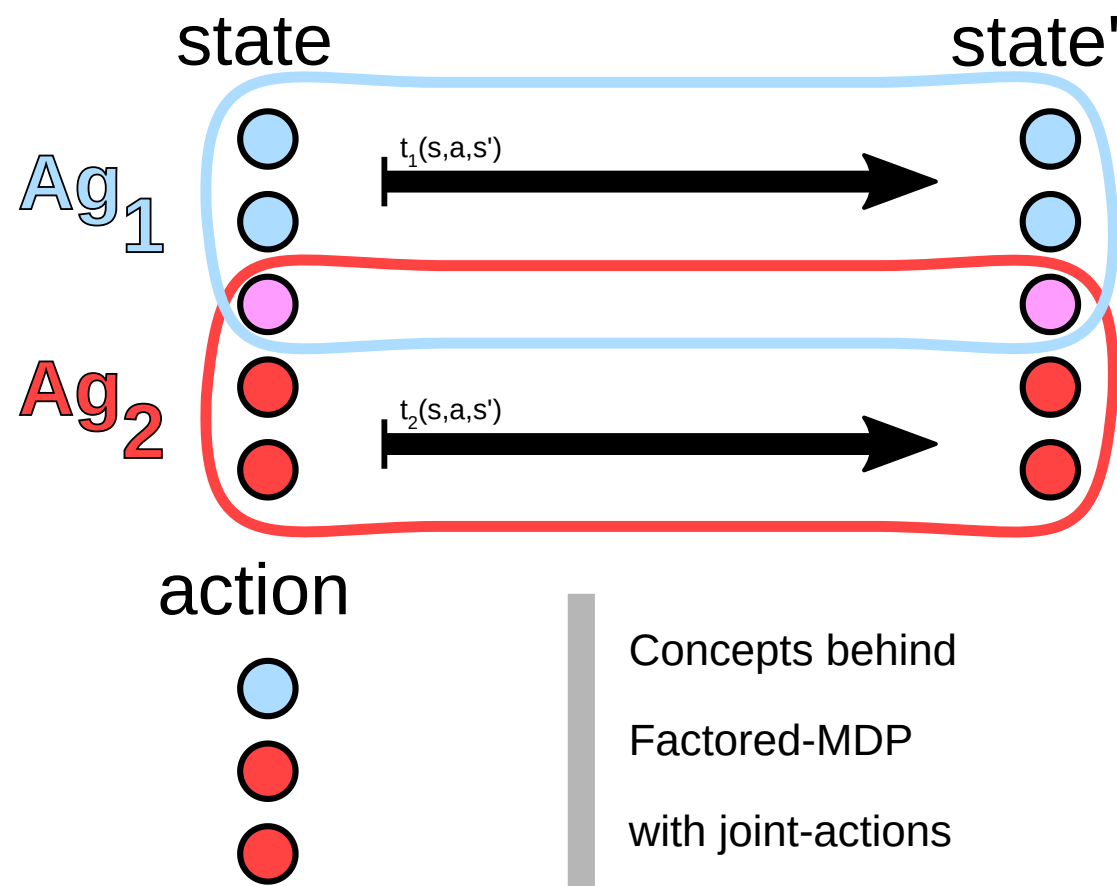 state
state'
Ag1
t1(s,a,s')
Ag2
t2(s,a,s')
action
Concepts behind
Factored-MDP
with joint-actions